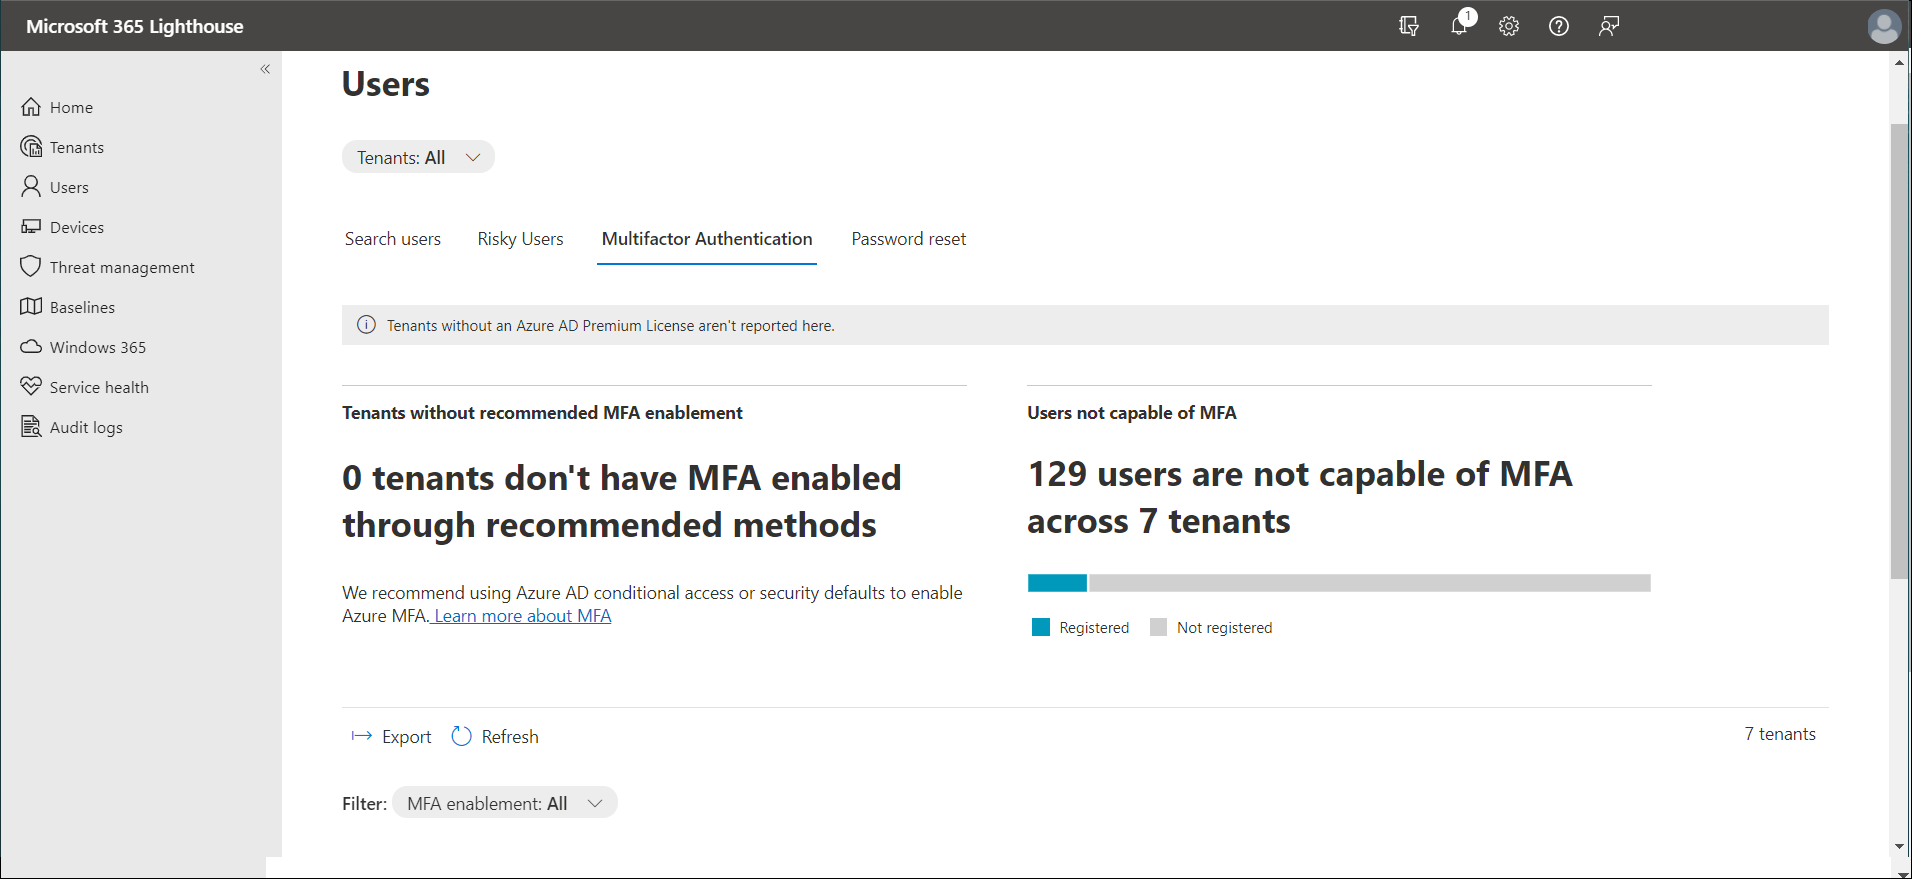 Microsoft 365 Lighthouse
1
Home
Tenants
Users
Devices
Threat management
Baselines
Windows 365
Service health
Audit logs
Users
Tenants: All
Search users
Risky Users
Multifactor Authentication
Password reset
Tenants without an Azure AD Premium License aren't reported here.
Tenants without recommended MFA enablement
0 tenants don't have MFA enabled
through recommended methods
We recommend using Azure AD conditional access or security defaults to enable
Azure MFA. Learn more about MFA
Users not capable of MFA
129 users are not capable of MFA
across 7 tenants
Registered
Not registered
Export
Refresh
7 tenants
Filter: MFA enablement: All